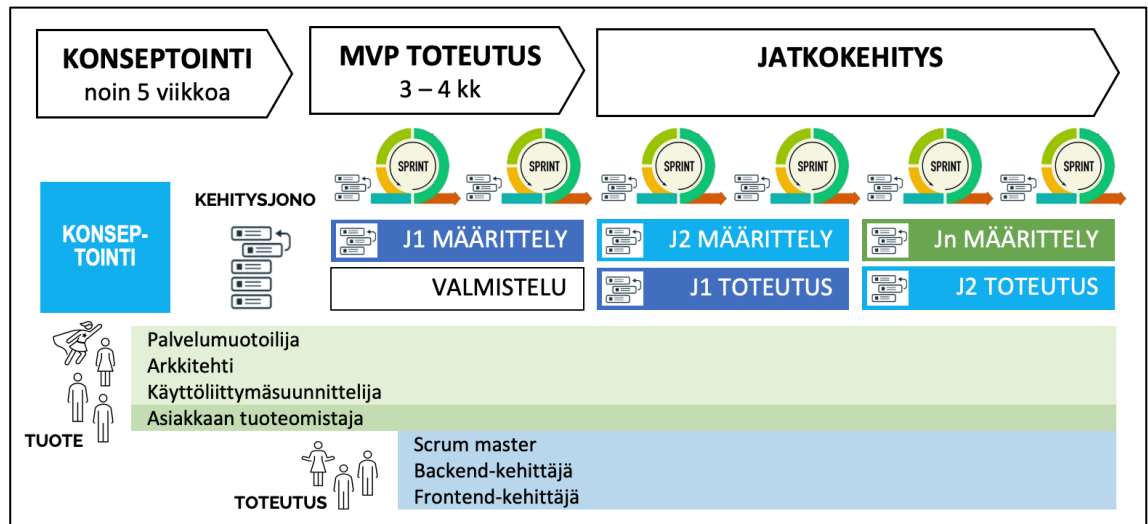 KONSEPTOINTI
noin 5 viikkoa
MVP TOTEUTUS
3 – 4 kk
JATKOKEHITYS
SPRINT
SPRINT
SPRINT
SPRINT
SPRINT
SPRINT
KONSEP-
TOINTI
KEHITYSJONO
J1 MÄÄRITTELY
J2 MÄÄRITTELY
Jn MÄÄRITTELY
VALMISTELU
J1 TOTEUTUS
J2 TOTEUTUS
Palvelumuotoilija
Arkkitehti
Käyttöliittymäsuunnittelija
Asiakkaan tuoteomistaja
TUOTE
Scrum master
Backend-kehittäjä
Frontend-kehittäjä
TOTEUTUS